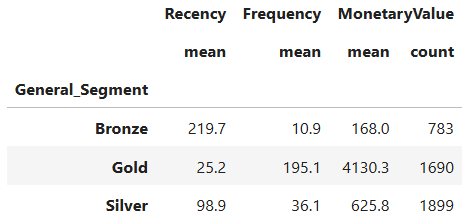 Recency Frequency MonetaryValue
mean mean mean count
General_Segment
Bronze 219.7 10.9 168.0 783
Gold 25.2 195.1 4130.3 1690
Silver 98.9 36.1 625.8 1899